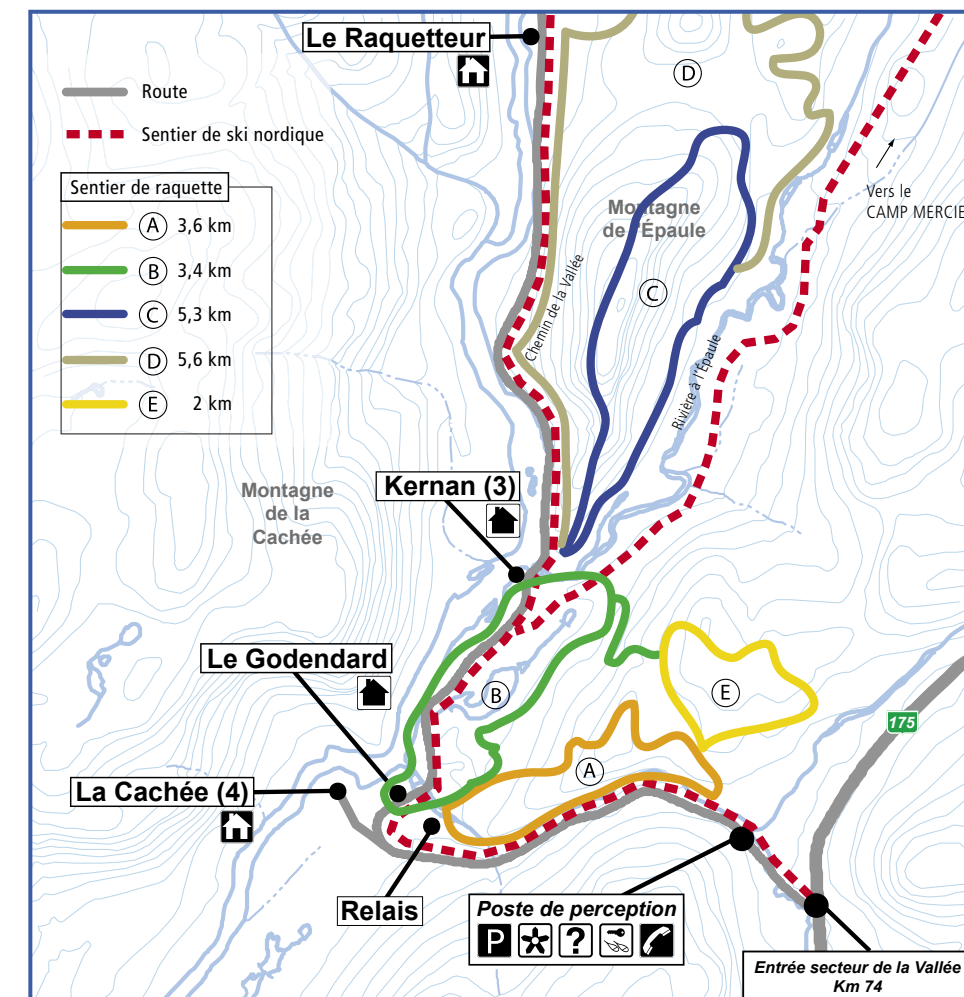 Le Raquetteur
Route
Sentier de ski nordique
Sentier de raquette
A 3,6 km
B 3,4 km
C 5,3 km
D 5,6 km
E 2 km
D
Vers le
CAMP MERCIE
Montagne
de l'Épaule
C
Chemin de la Vallée
Rivière à l'Épaule
Kernan (3)
Montagne
de la
Cachée
Le Godendard
B
E
175
A
La Cachée (4)
Relais
Poste de perception
P ?
Entrée secteur de la Vallée
Km 74